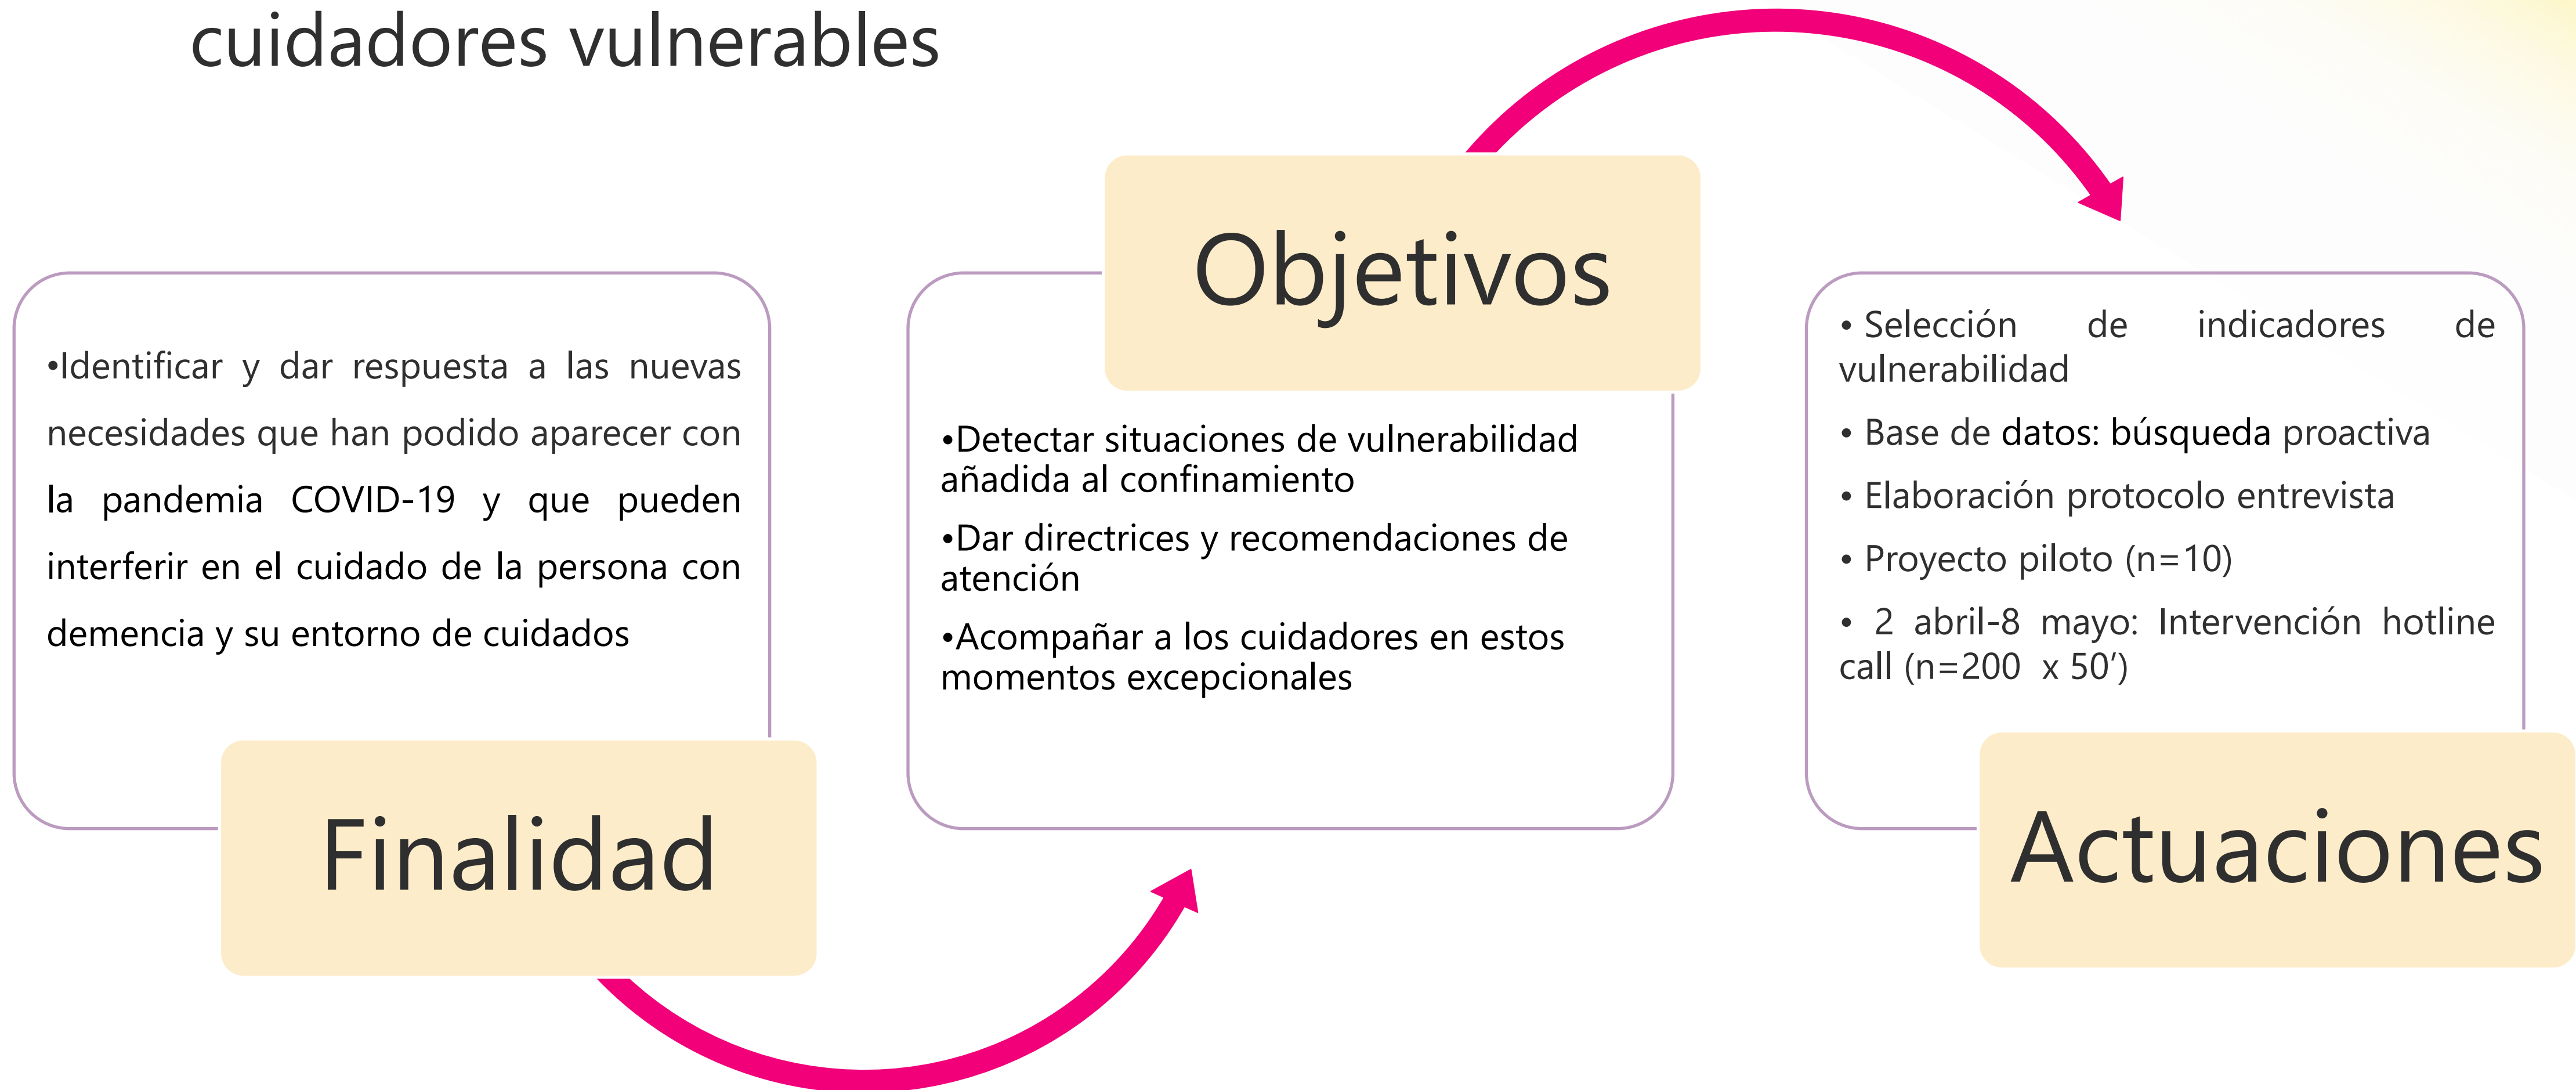 cuidadores vulnerables
•Identificar y dar respuesta a las nuevas
necesidades que han podido aparecer con
la pandemia COVID-19 y que pueden
interferir en el cuidado de la persona con
demencia y su entorno de cuidados
Finalidad
Objetivos
•Detectar situaciones de vulnerabilidad
añadida al confinamiento
•Dar directrices y recomendaciones de
atención
•Acompañar a los cuidadores en estos
momentos excepcionales
• Selección de indicadores de
vulnerabilidad
• Base de datos: búsqueda proactiva
• Elaboración protocolo entrevista
• Proyecto piloto (n=10)
• 2 abril-8 mayo: Intervención hotline
call (n=200 x 50’)
Actuaciones